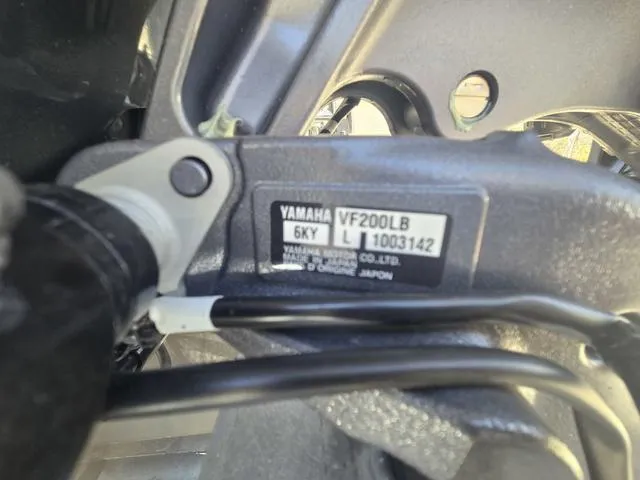 YAMAHA VF200LB
6KY L 1003142
YAMAHA MOTOR CO.,LTD.
MADE IN JAPAN
D'ORIGINE JAPON